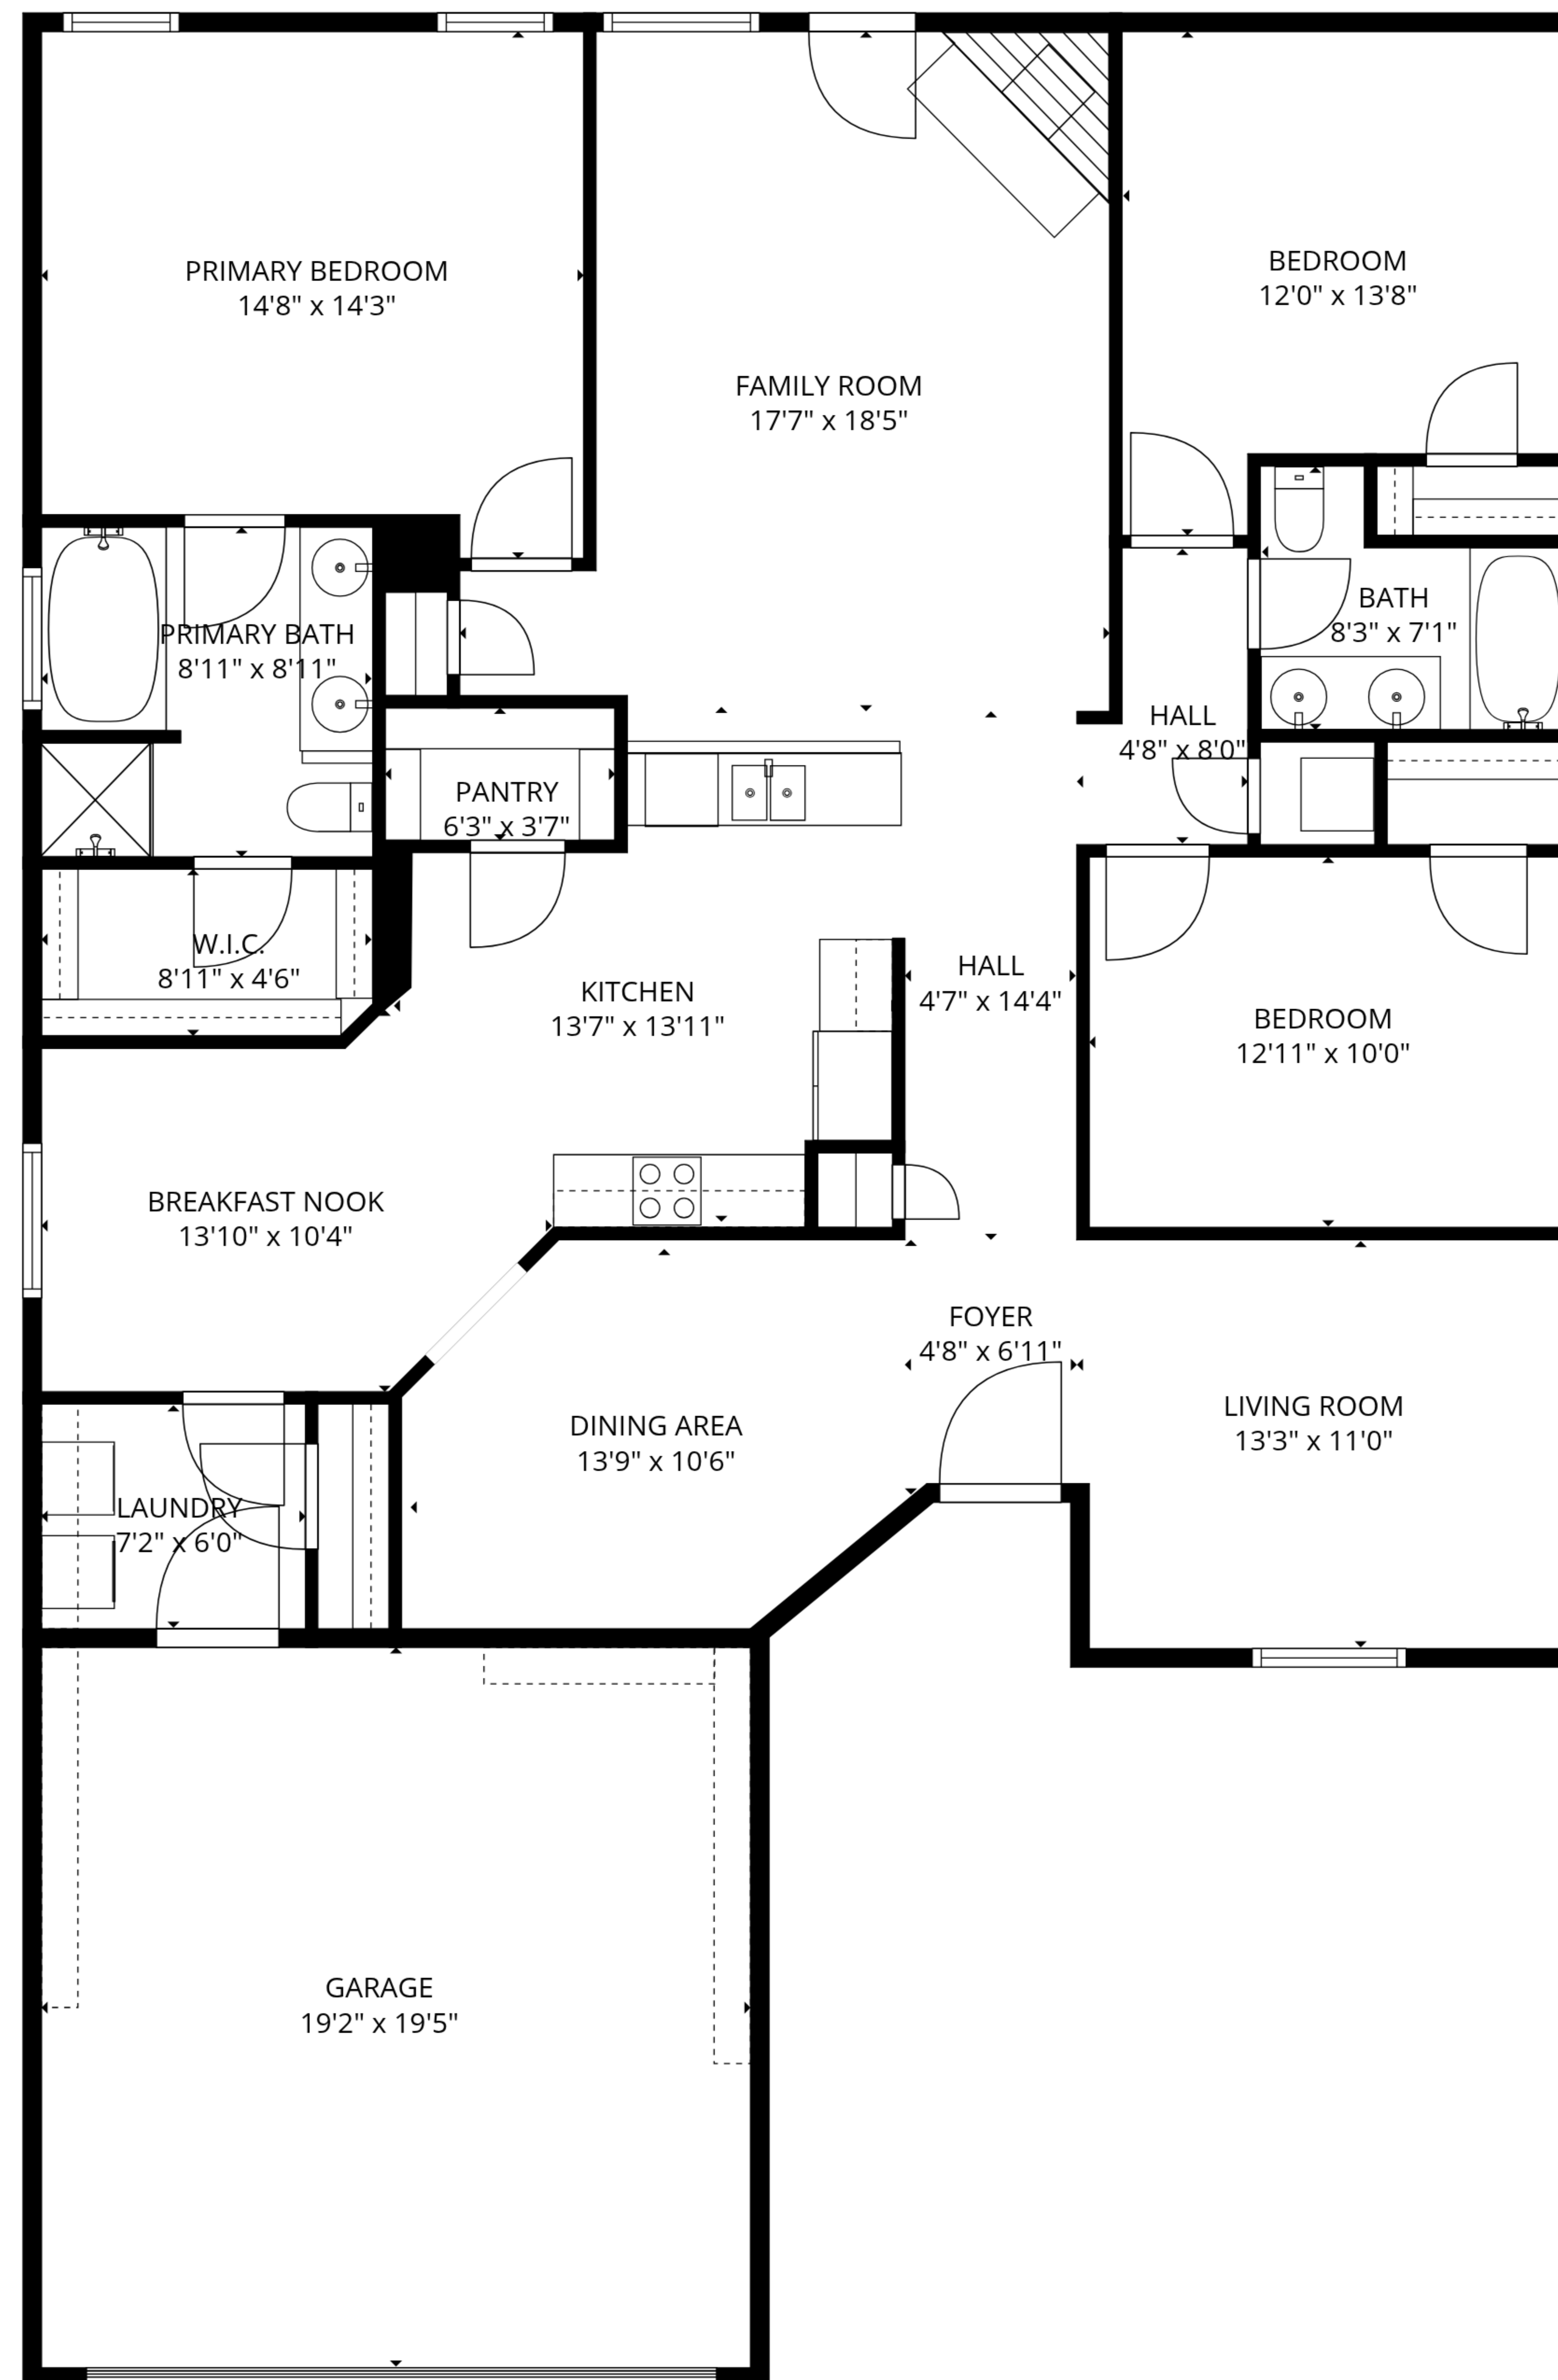 PRIMARY BEDROOM
14'8" x 14'3"
BEDROOM
12'0" x 13'8"
FAMILY ROOM
17'7" x 18'5"
PRIMARY BATH
8'11" x 8'11"
BATH
8'3" x 7'1"
HALL
4'8" x 8'0"
PANTRY
6'3" x 3'7"
W.I.C.
8'11" x 4'6"
KITCHEN
13'7" x 13'11"
HALL
4'7" x 14'4"
BEDROOM
12'11" x 10'0"
BREAKFAST NOOK
13'10" x 10'4"
FOYER
4'8" x 6'11"
DINING AREA
13'9" x 10'6"
LIVING ROOM
13'3" x 11'0"
LAUNDRY
7'2" x 6'0"
GARAGE
19'2" x 19'5"